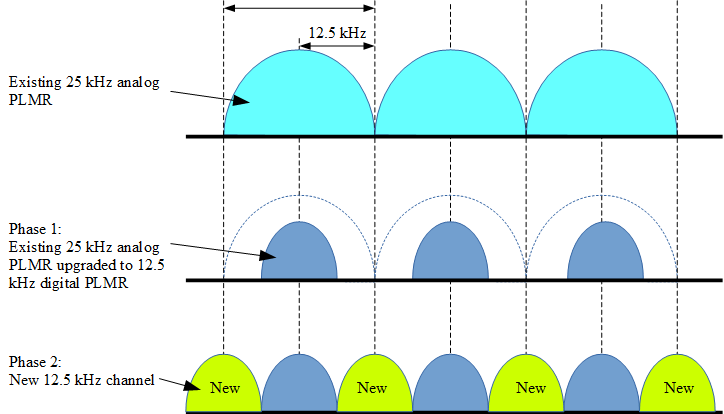 12.5 kHz
Existing 25 kHz analog
PLMR
Phase 1:
Existing 25 kHz analog
PLMR upgraded to 12.5
kHz digital PLMR
Phase 2:
New 12.5 kHz channel
New
New
New
New